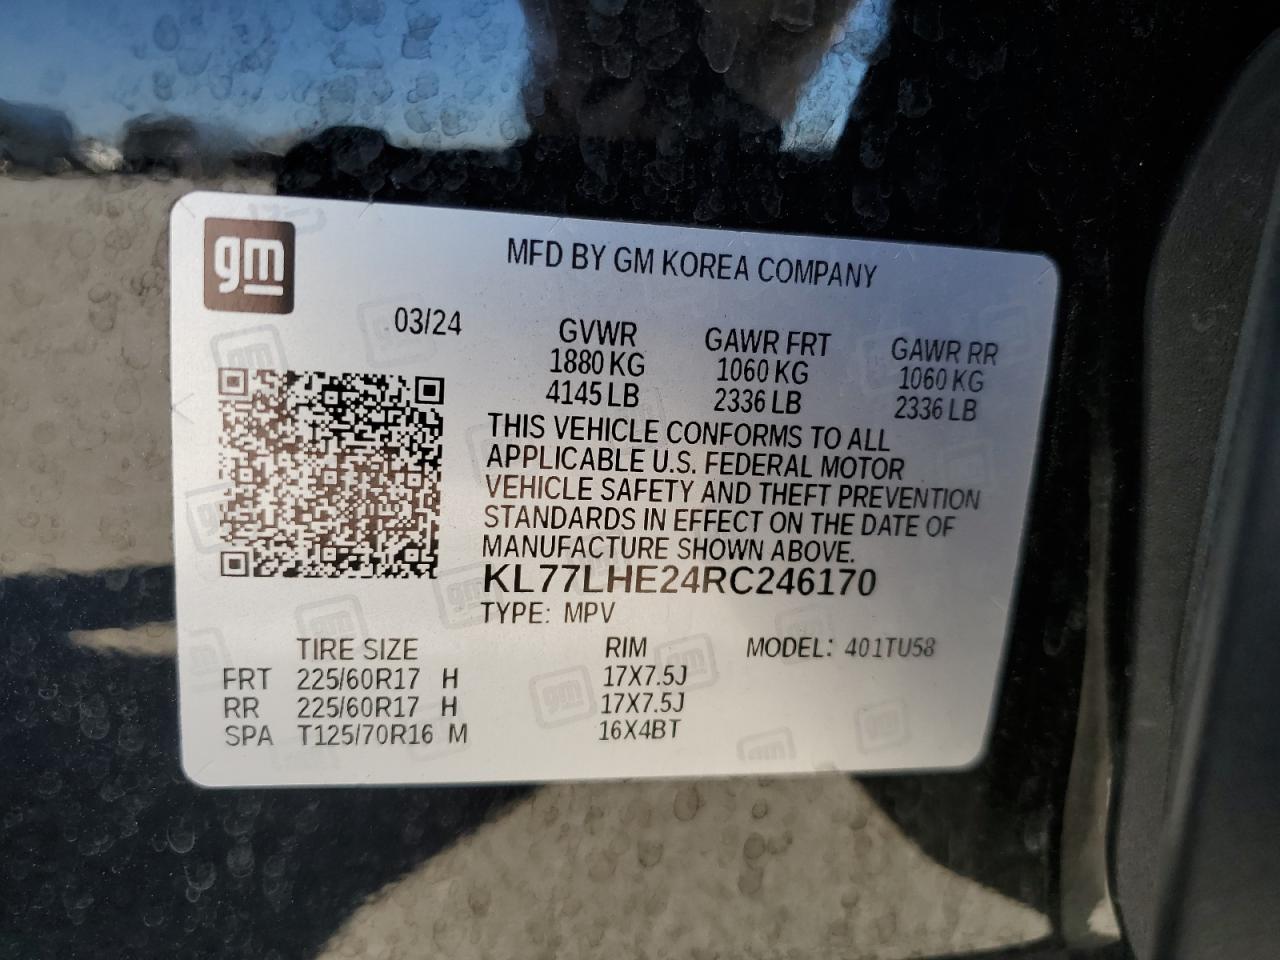 gm
MFD BY GM KOREA COMPANY
03/24
GVWR GAWR FRT GAWR RR
1880 KG 1060 KG 1060 KG
4145 LB 2336 LB 2336 LB
THIS VEHICLE CONFORMS TO ALL
APPLICABLE U.S. FEDERAL MOTOR
VEHICLE SAFETY AND THEFT PREVENTION
STANDARDS IN EFFECT ON THE DATE OF
MANUFACTURE SHOWN ABOVE.
KL77LHE24RC246170
TYPE: MPV
TIRE SIZE RIM MODEL: 401TU58
FRT 225/60R17 H 17X7.5J
RR 225/60R17 H 17X7.5J
SPA T125/70R16 M 16X4BT